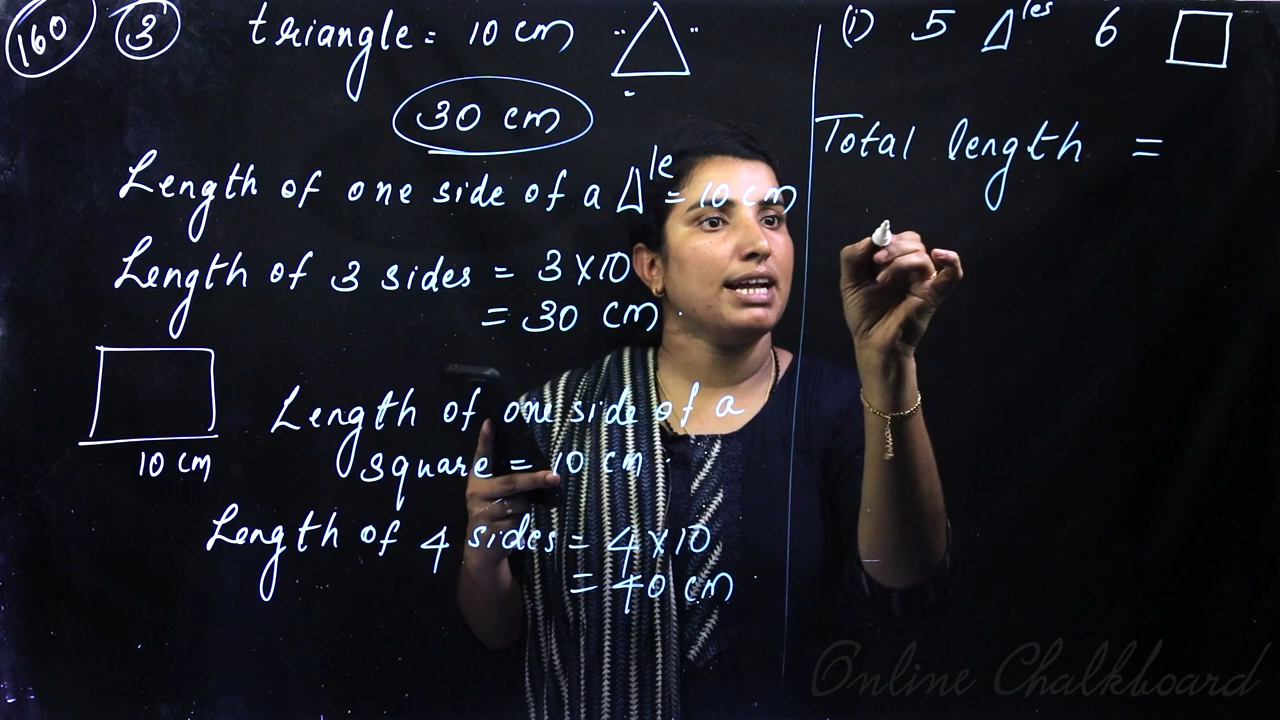 160 3 triangle = 10 cm
30 cm
Length of one side of a Δle = 10 cm
Length of 3 sides = 3 × 10
= 30 cm.
10 cm
Length of one side of a
square = 10 cm.
Length of 4 sides = 4 × 10
= 40 cm
(i) 5 Δles 6 □
Total length =
Online Chalkboard